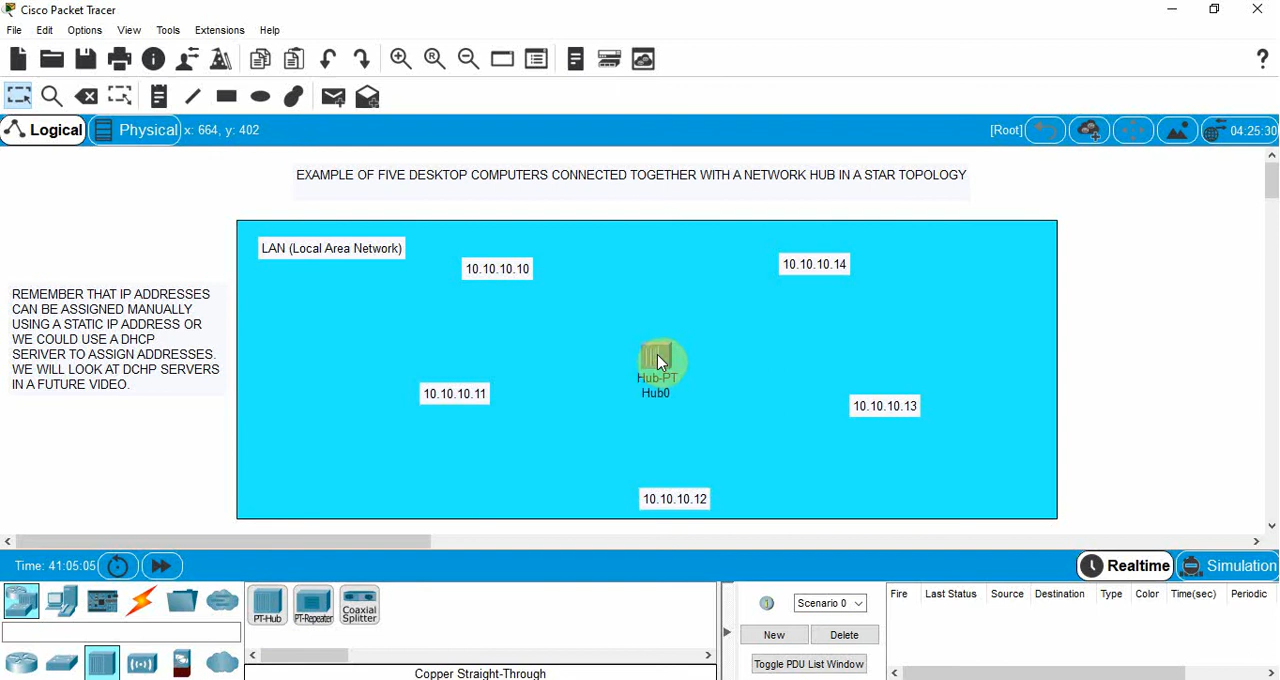 Cisco Packet Tracer
File Edit Options View Tools Extensions Help
Logical Physical x: 664, y: 402 [Root] 04:25:30
EXAMPLE OF FIVE DESKTOP COMPUTERS CONNECTED TOGETHER WITH A NETWORK HUB IN A STAR TOPOLOGY
LAN (Local Area Network)
10.10.10.10
10.10.10.14
REMEMBER THAT IP ADDRESSES
CAN BE ASSIGNED MANUALLY
USING A STATIC IP ADDRESS OR
WE COULD USE A DHCP
SERIVER TO ASSIGN ADDRESSES.
WE WILL LOOK AT DCHP SERVERS
IN A FUTURE VIDEO.
Hub-PT
Hub0
10.10.10.11
10.10.10.13
10.10.10.12
Time: 41:05:05
Realtime Simulation
PT-Hub PT-Repeater Coaxial
Splitter
Copper Straight-Through
Scenario 0
New Delete
Toggle PDU List Window
Fire Last Status Source Destination Type Color Time(sec) Periodic